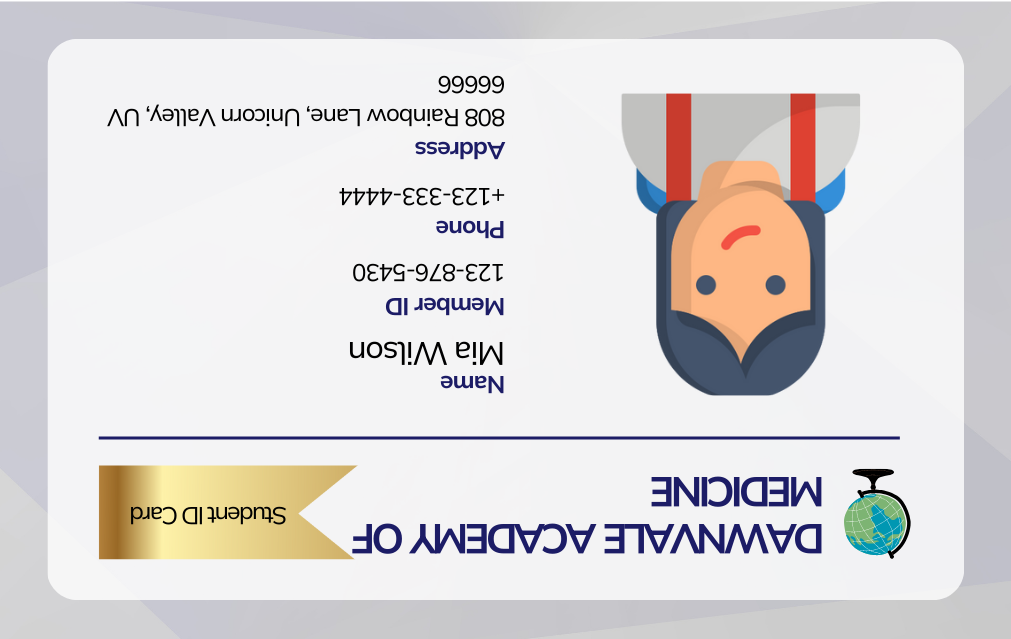 DAWNVALE ACADEMY OF
MEDICINE
Student ID Card
Name
Mia Wilson
Member ID
123-876-5430
Phone
+123-333-4444
Address
808 Rainbow Lane, Unicorn Valley, UV
66666